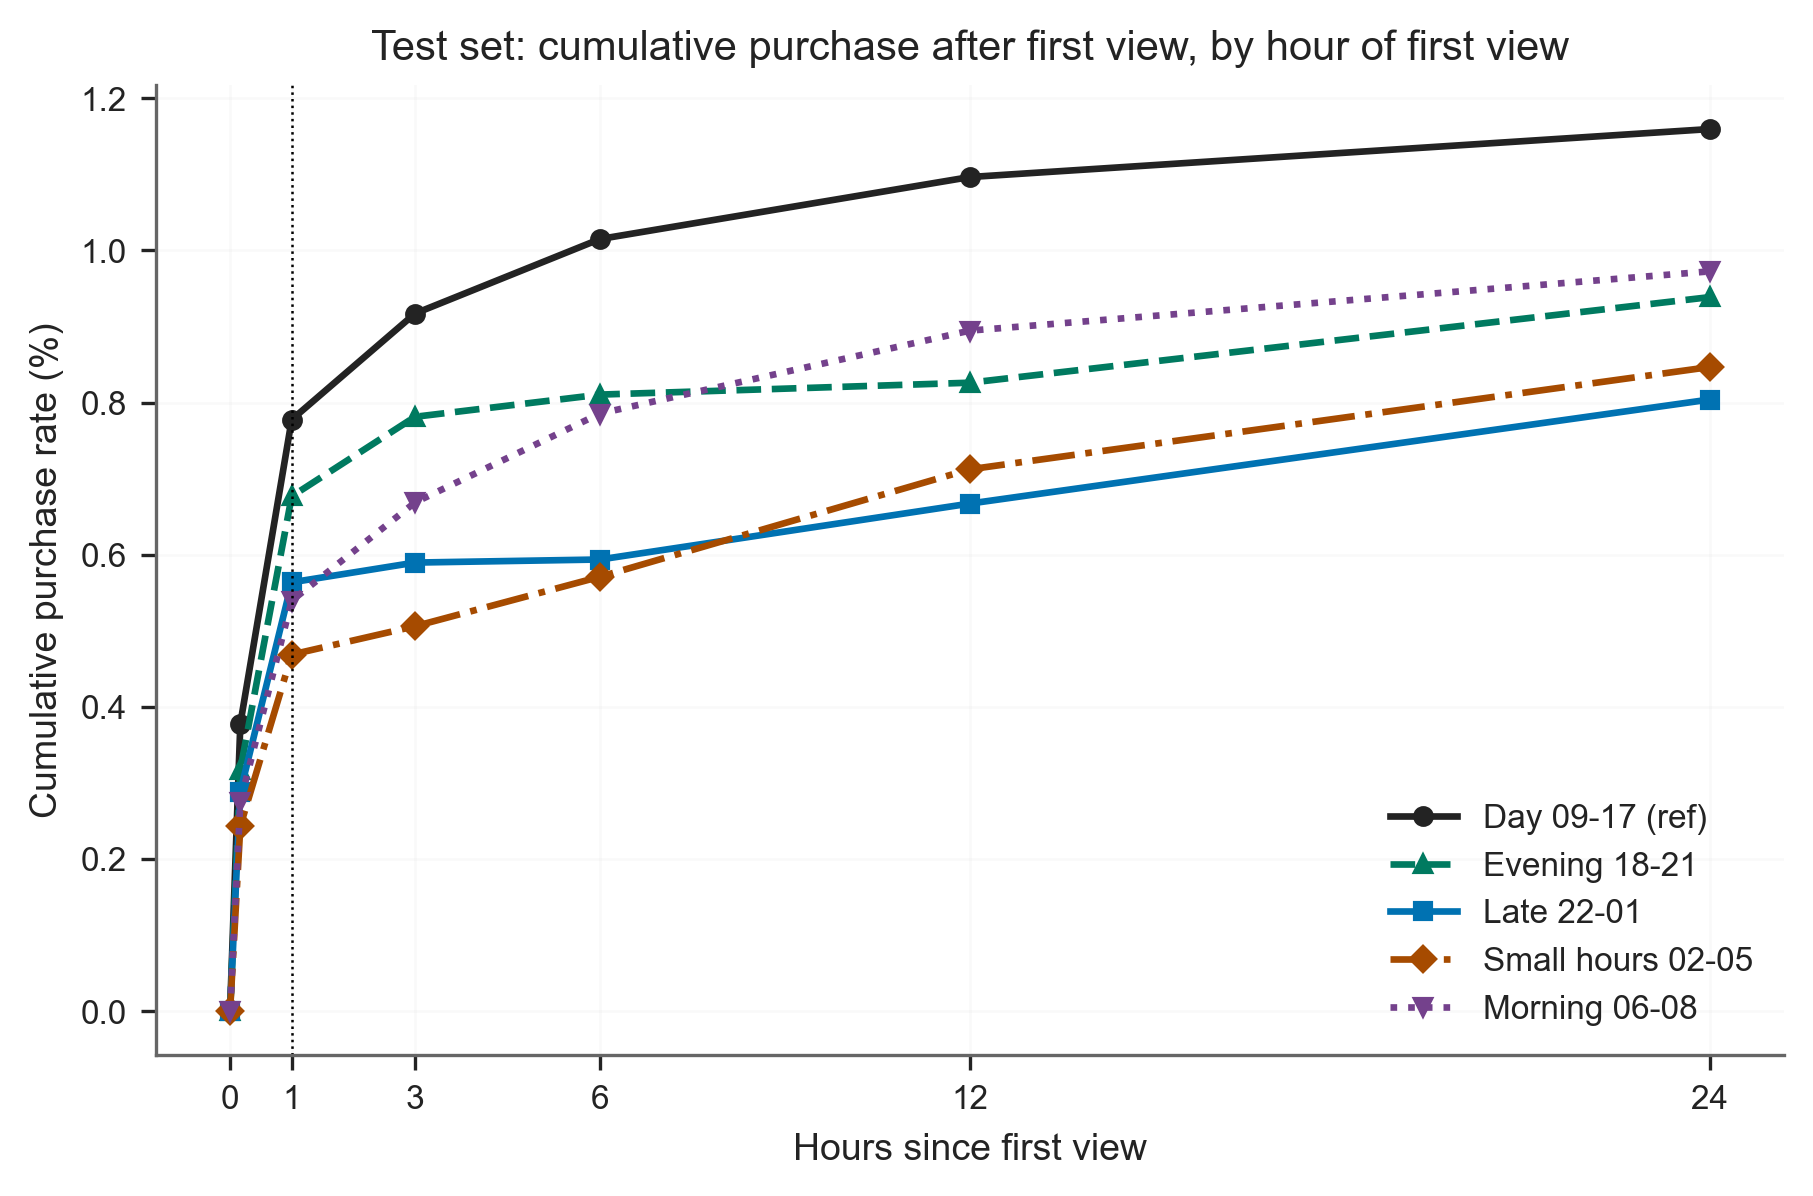 Test set: cumulative purchase after first view, by hour of first view
Cumulative purchase rate (%)
1.2
1.0
0.8
0.6
0.4
0.2
0.0
Day 09-17 (ref)
Evening 18-21
Late 22-01
Small hours 02-05
Morning 06-08
0 1 3 6 12 24
Hours since first view